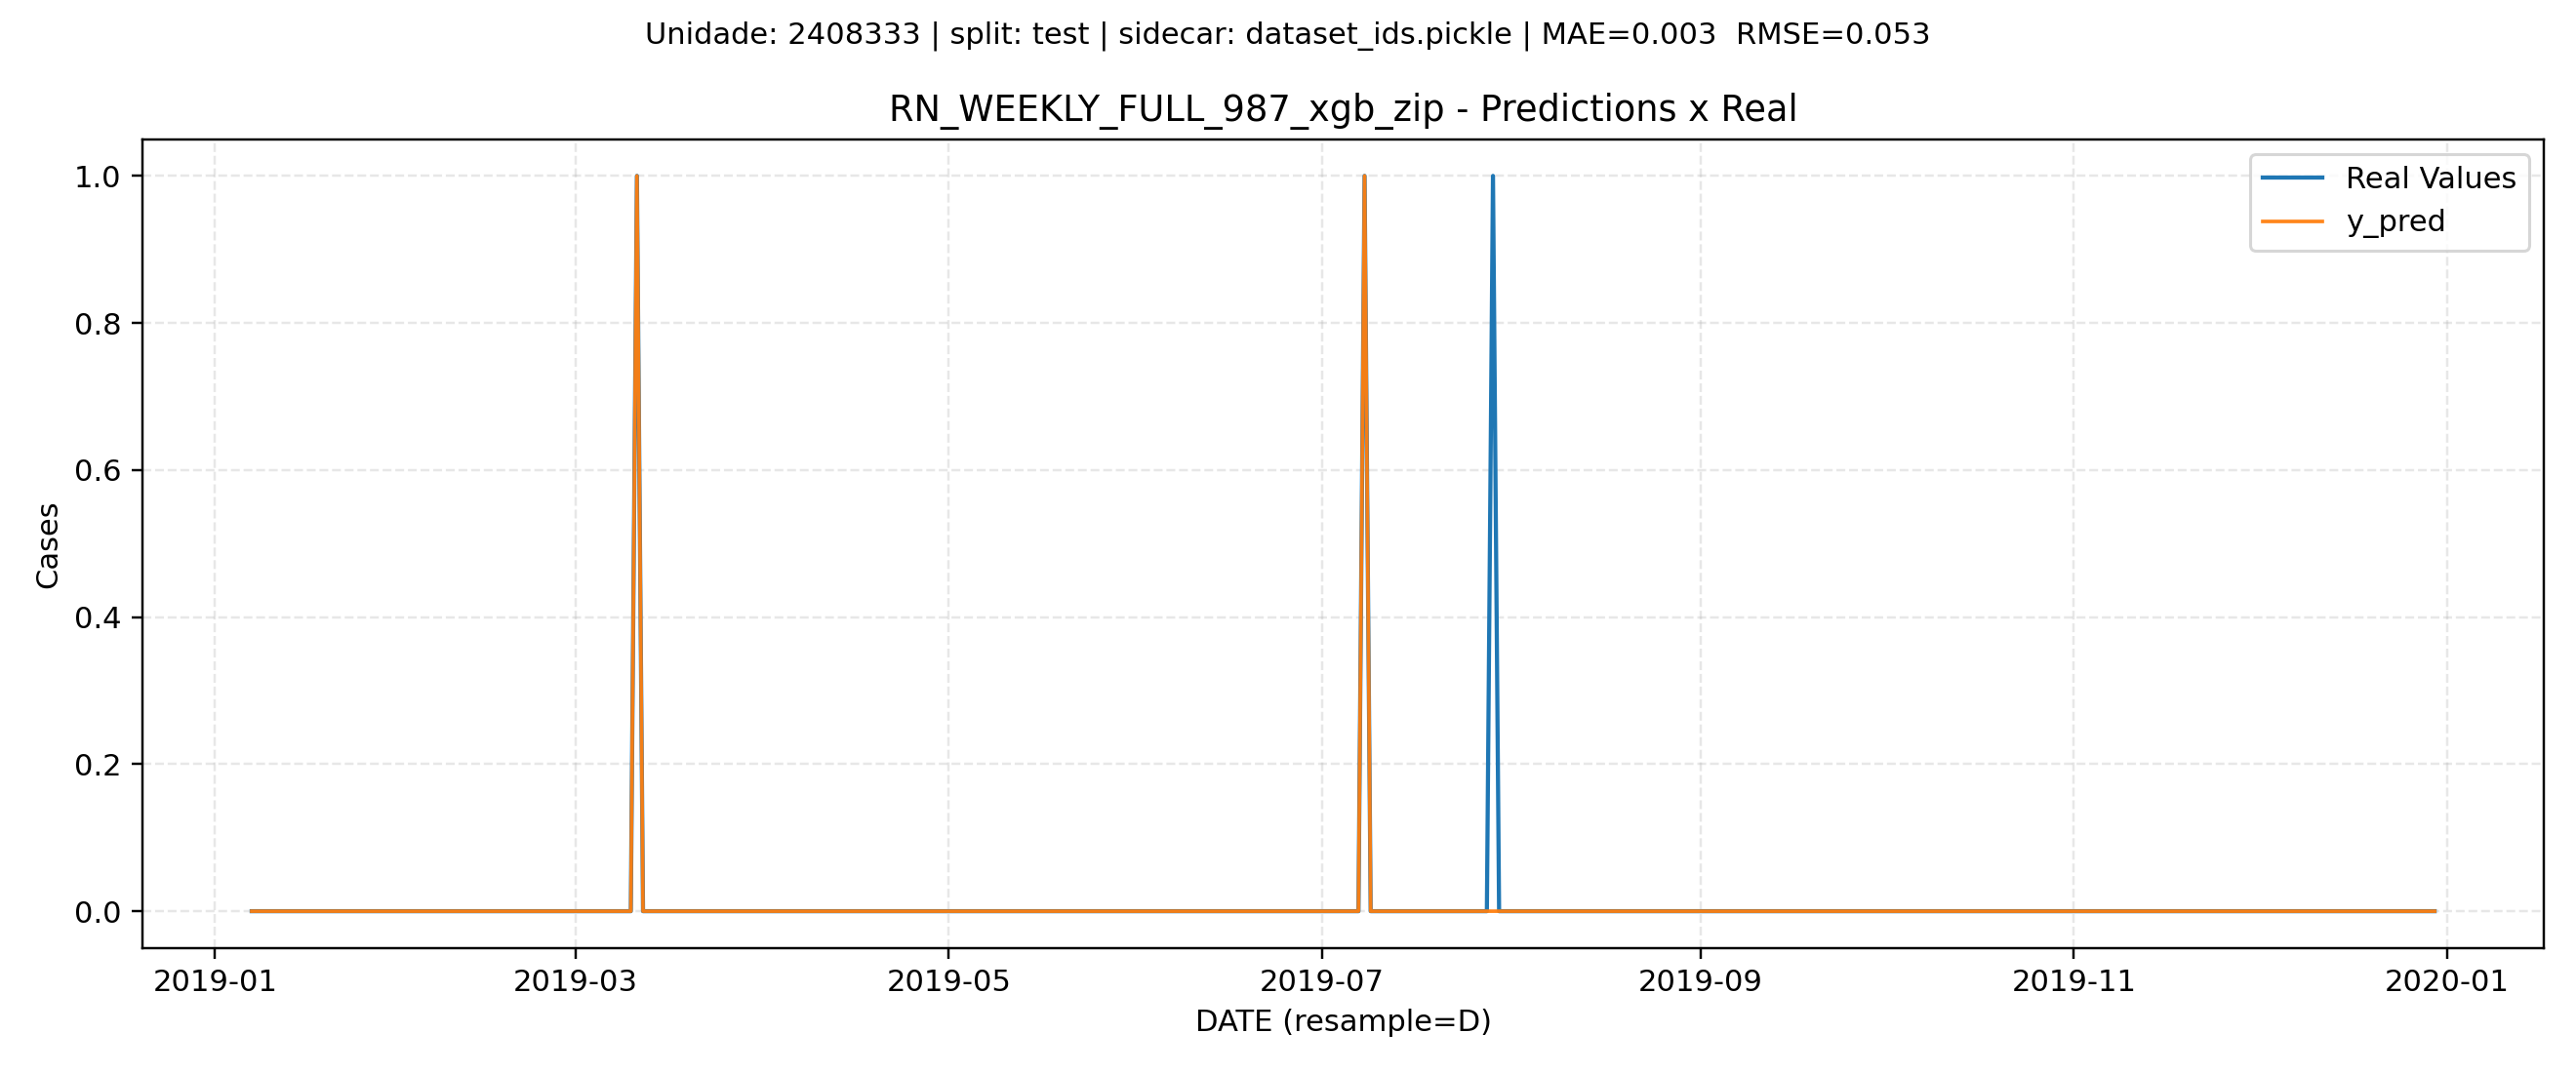 Unidade: 2408333 | split: test | sidecar: dataset_ids.pickle | MAE=0.003  RMSE=0.053
RN_WEEKLY_FULL_987_xgb_zip - Predictions x Real
Real Values
y_pred
1.0
0.8
0.6
0.4
0.2
0.0
Cases
2019-01
2019-03
2019-05
2019-07
2019-09
2019-11
2020-01
DATE (resample=D)